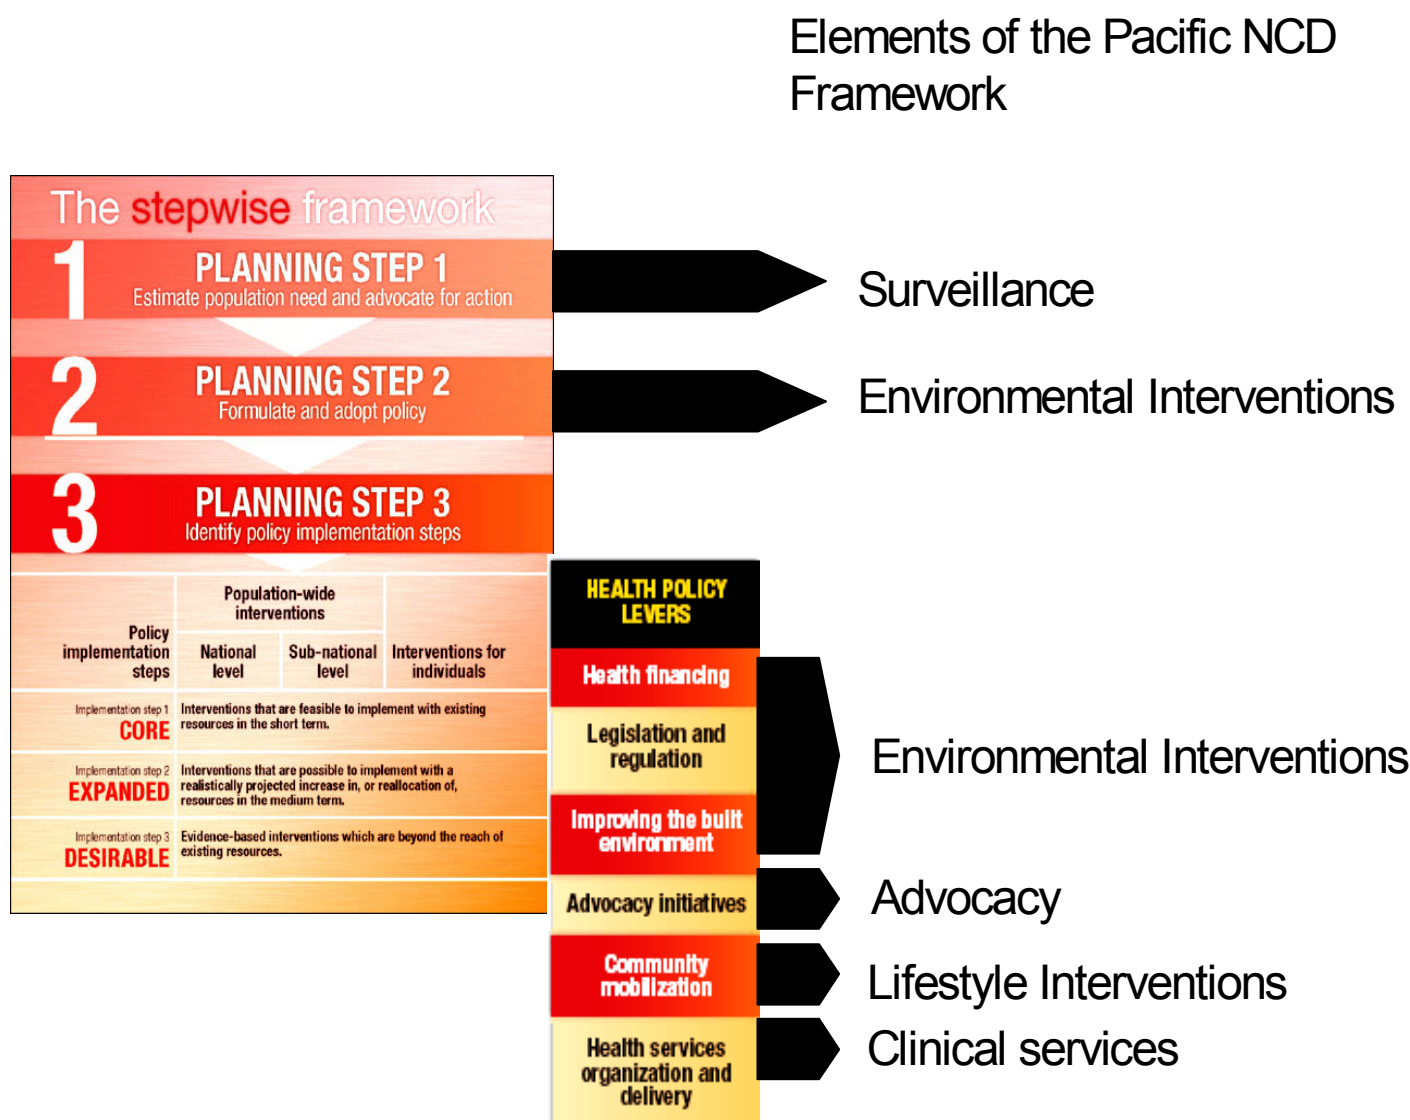 Elements of the Pacific NCD
Framework
The stepwise framework
1
PLANNING STEP 1
Estimate population need and advocate for action
Surveillance
2
PLANNING STEP 2
Formulate and adopt policy
Environmental Interventions
3
PLANNING STEP 3
Identify policy implementation steps
Policy
implementation
steps
Population-wide
interventions
National
level
Sub-national
level
Interventions for
individuals
Implementation step 1
CORE
Interventions that are feasible to implement with existing
resources in the short term.
Implementation step 2
EXPANDED
Interventions that are possible to implement with a
realistically projected increase in, or reallocation of,
resources in the medium term.
Implementation step 3
DESIRABLE
Evidence-based interventions which are beyond the reach of
existing resources.
HEALTH POLICY
LEVERS
Health financing
Legislation and
regulation
Improving the built
environment
Environmental Interventions
Advocacy initiatives
Advocacy
Community
mobilization
Lifestyle Interventions
Health services
organization and
delivery
Clinical services